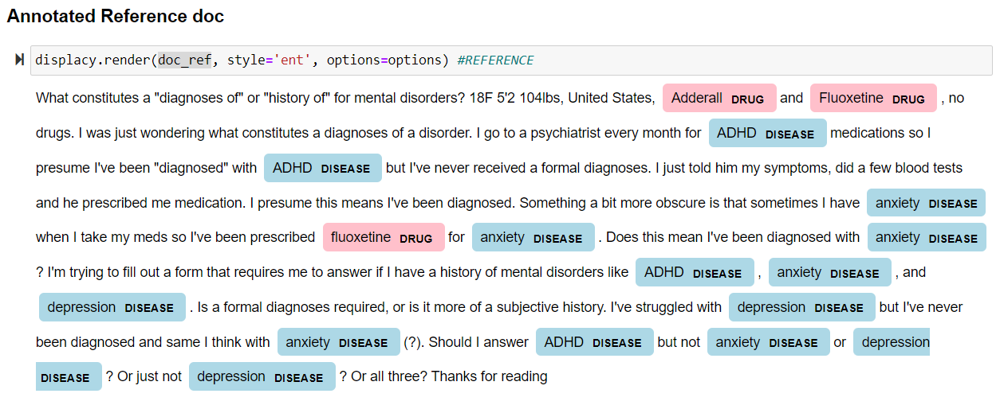 Annotated Reference doc
displacy.render(doc_ref, style='ent', options=options) #REFERENCE
What constitutes a "diagnoses of" or "history of" for mental disorders? 18F 5'2 104lbs, United States, Adderall DRUG and Fluoxetine DRUG , no
drugs. I was just wondering what constitutes a diagnoses of a disorder. I go to a psychiatrist every month for ADHD DISEASE medications so I
presume I've been "diagnosed" with ADHD DISEASE but I've never received a formal diagnoses. I just told him my symptoms, did a few blood tests
and he prescribed me medication. I presume this means I've been diagnosed. Something a bit more obscure is that sometimes I have anxiety DISEASE
when I take my meds so I've been prescribed fluoxetine DRUG for anxiety DISEASE . Does this mean I've been diagnosed with anxiety DISEASE
? I'm trying to fill out a form that requires me to answer if I have a history of mental disorders like ADHD DISEASE , anxiety DISEASE , and
depression DISEASE . Is a formal diagnoses required, or is it more of a subjective history. I've struggled with depression DISEASE but I've never
been diagnosed and same I think with anxiety DISEASE (?). Should I answer ADHD DISEASE but not anxiety DISEASE or depression
DISEASE ? Or just not depression DISEASE ? Or all three? Thanks for reading